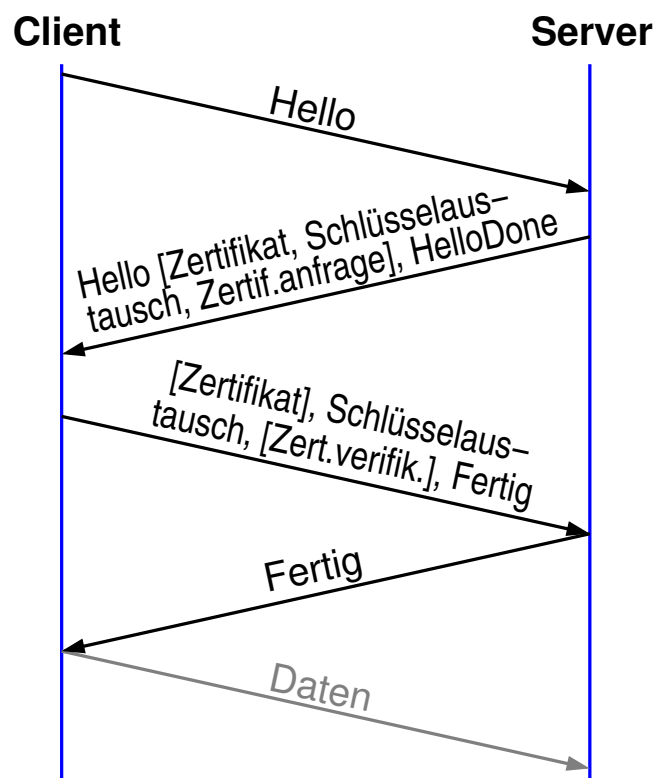 Client
Server
Hello
Hello [Zertifikat, Schlüsselaus–
tausch, Zertif.anfrage], HelloDone
[Zertifikat], Schlüsselaus–
tausch, [Zert.verifik.], Fertig
Fertig
Daten